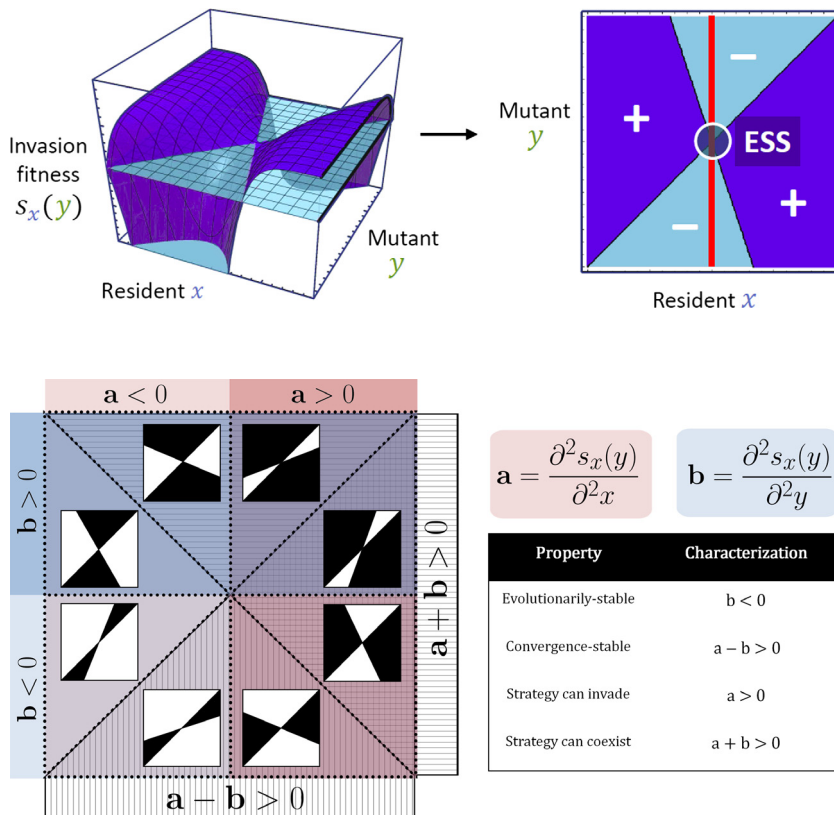 Invasion
fitness
s_x(y)
Resident x
Mutant
y
Mutant
y
+
−
ESS
−
+
Resident x
a < 0
a > 0
b > 0
b < 0
a + b > 0
a − b > 0
a = ∂²s_x(y) / ∂²x
b = ∂²s_x(y) / ∂²y
Property Characterization
Evolutionarily-stable b < 0
Convergence-stable a − b > 0
Strategy can invade a > 0
Strategy can coexist a + b > 0